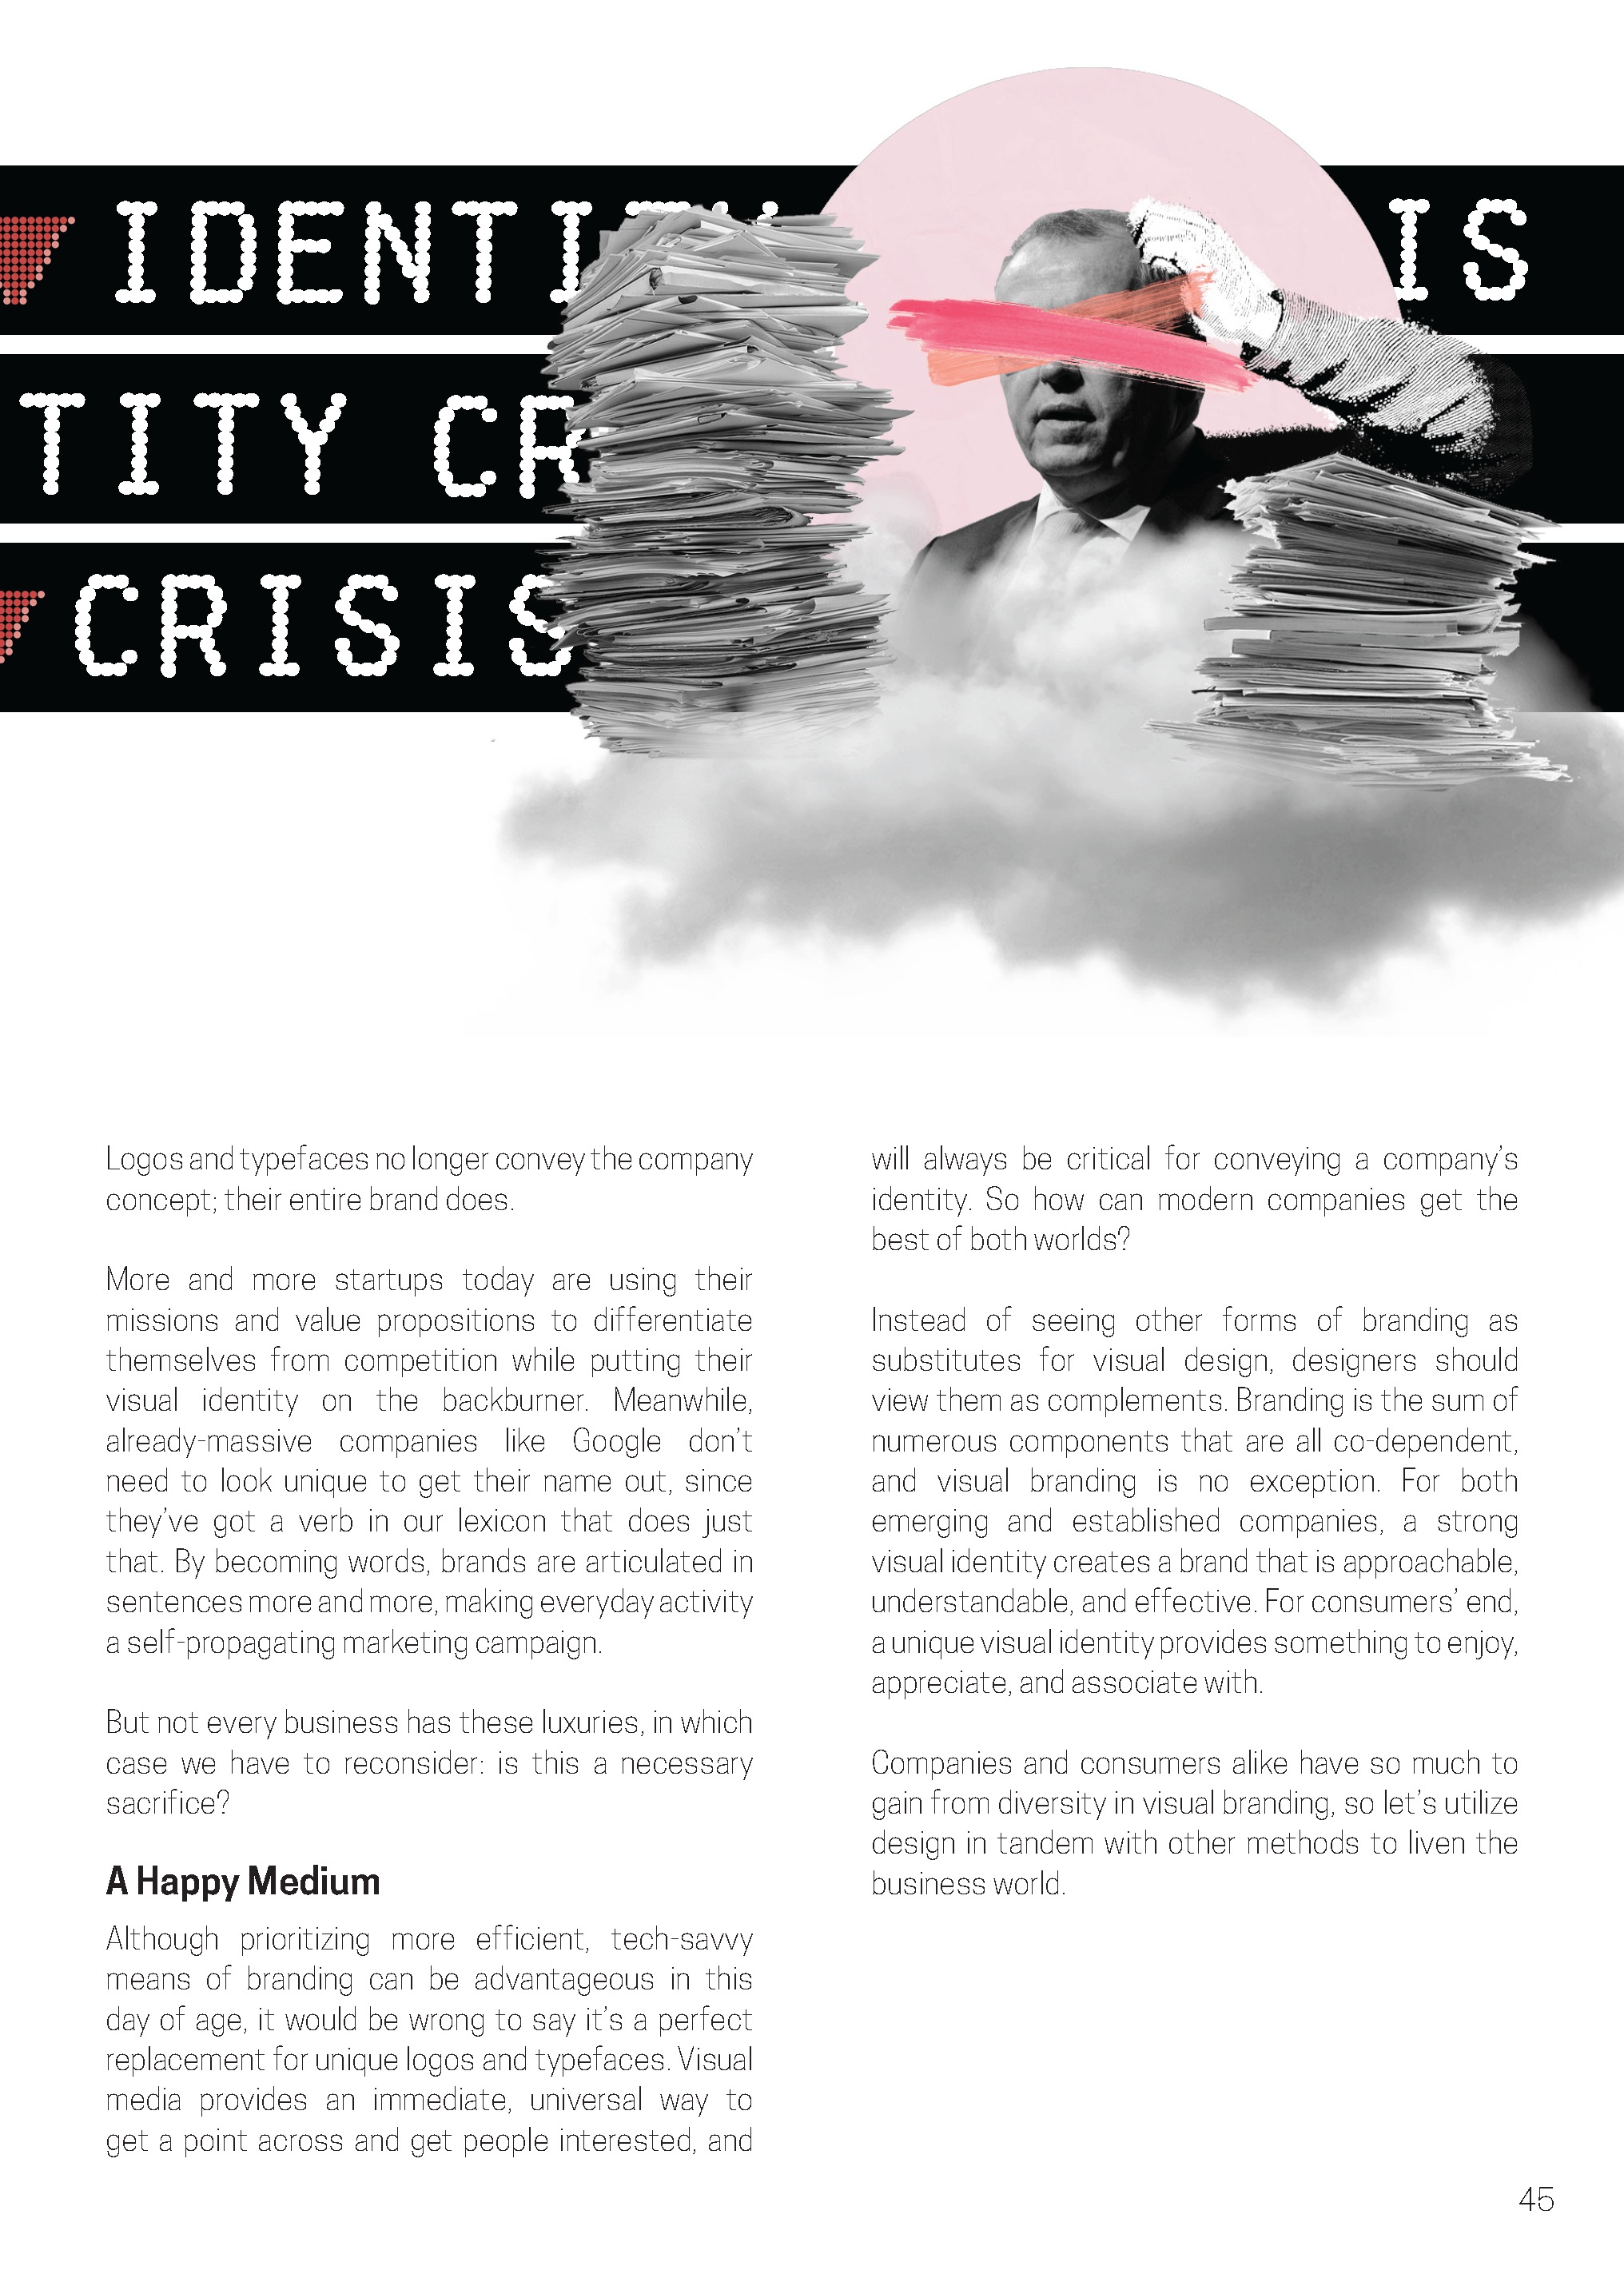 IDENTITY IS
TITY CR
CRISIS
Logos and typefaces no longer convey the company
concept; their entire brand does.
More and more startups today are using their
missions and value propositions to differentiate
themselves from competition while putting their
visual identity on the backburner. Meanwhile,
already-massive companies like Google don’t
need to look unique to get their name out, since
they’ve got a verb in our lexicon that does just
that. By becoming words, brands are articulated in
sentences more and more, making everyday activity
a self-propagating marketing campaign.
But not every business has these luxuries, in which
case we have to reconsider: is this a necessary
sacrifice?
A Happy Medium
Although prioritizing more efficient, tech-savvy
means of branding can be advantageous in this
day of age, it would be wrong to say it’s a perfect
replacement for unique logos and typefaces. Visual
media provides an immediate, universal way to
get a point across and get people interested, and
will always be critical for conveying a company’s
identity. So how can modern companies get the
best of both worlds?
Instead of seeing other forms of branding as
substitutes for visual design, designers should
view them as complements. Branding is the sum of
numerous components that are all co-dependent,
and visual branding is no exception. For both
emerging and established companies, a strong
visual identity creates a brand that is approachable,
understandable, and effective. For consumers’ end,
a unique visual identity provides something to enjoy,
appreciate, and associate with.
Companies and consumers alike have so much to
gain from diversity in visual branding, so let’s utilize
design in tandem with other methods to liven the
business world.
45